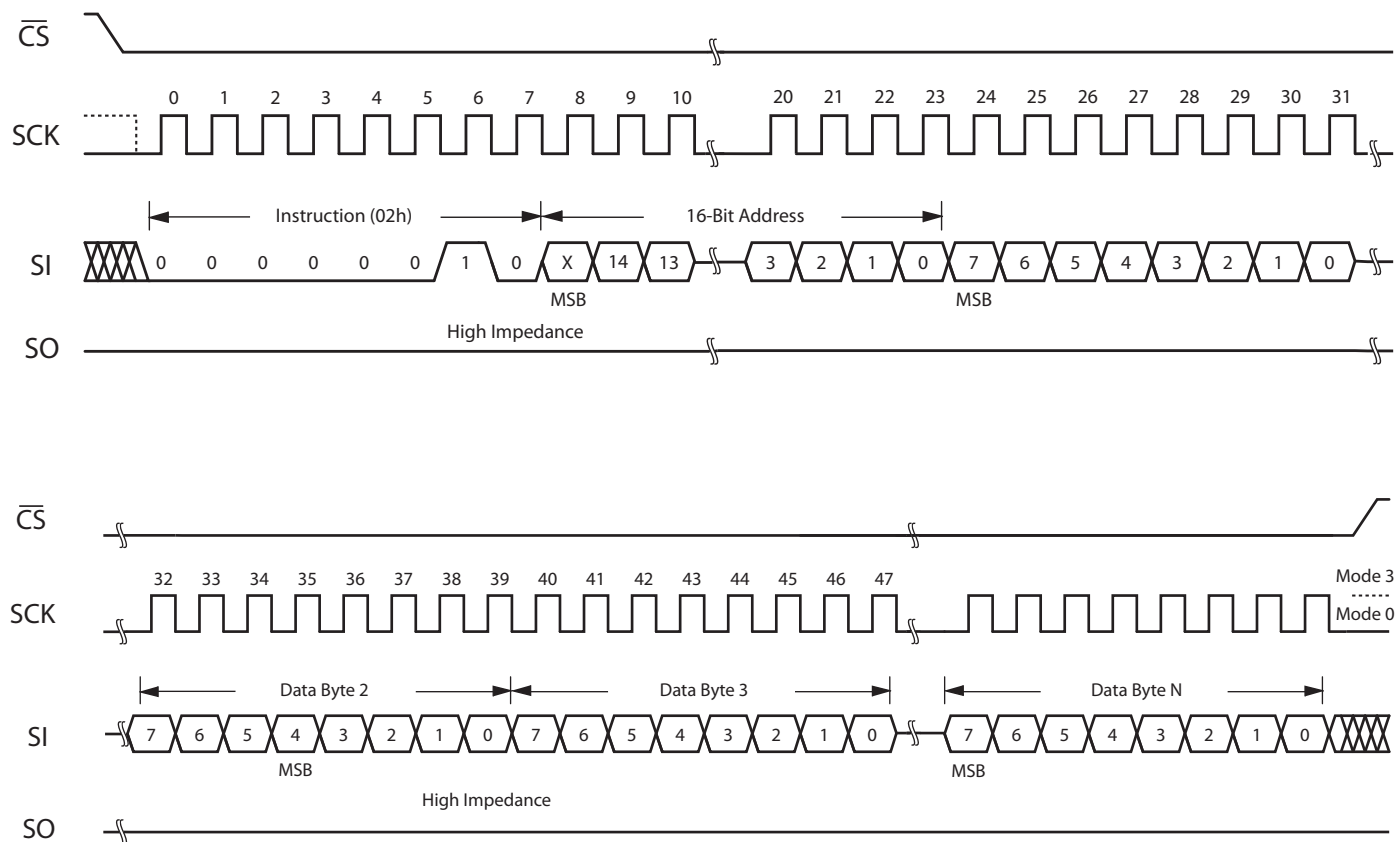 CS
0 1 2 3 4 5 6 7 8 9 10 20 21 22 23 24 25 26 27 28 29 30 31
SCK
Instruction (02h) 16-Bit Address
SI 0 0 0 0 0 0 1 0 X 14 13 3 2 1 0 7 6 5 4 3 2 1 0
MSB MSB
High Impedance
SO
CS
32 33 34 35 36 37 38 39 40 41 42 43 44 45 46 47 Mode 3
SCK Mode 0
Data Byte 2 Data Byte 3 Data Byte N
SI 7 6 5 4 3 2 1 0 7 6 5 4 3 2 1 0 7 6 5 4 3 2 1 0
MSB MSB
High Impedance
SO